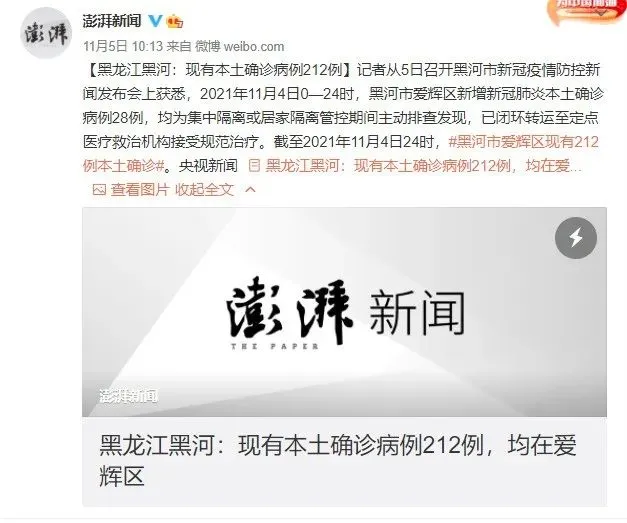 为中国加油
澎湃
澎湃新闻
11月5日 10:13 来自 微博 weibo.com
【黑龙江黑河：现有本土确诊病例212例】记者从5日召开黑河市新冠疫情防控新
闻发布会上获悉，2021年11月4日0—24时，黑河市爱辉区新增新冠肺炎本土确诊
病例28例，均为集中隔离或居家隔离管控期间主动排查发现，已闭环转运至定点
医疗救治机构接受规范治疗。截至2021年11月4日24时，#黑河市爱辉区现有212
例本土确诊#。央视新闻 黑龙江黑河：现有本土确诊病例212例，均在爱...
查看图片 收起全文
澎湃新闻
THE PAPER
澎湃新闻
黑龙江黑河：现有本土确诊病例212例，均在爱
辉区